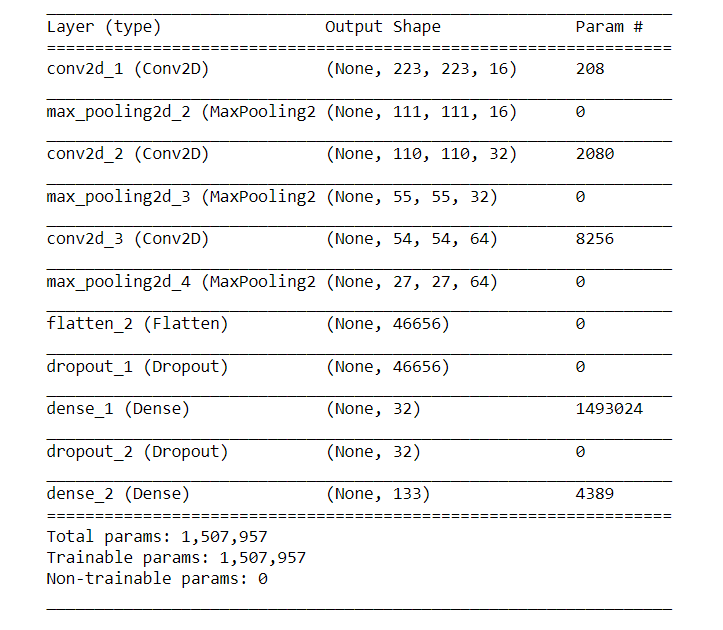 Layer (type) Output Shape Param #
=================================================================
conv2d_1 (Conv2D) (None, 223, 223, 16) 208
max_pooling2d_2 (MaxPooling2 (None, 111, 111, 16) 0
conv2d_2 (Conv2D) (None, 110, 110, 32) 2080
max_pooling2d_3 (MaxPooling2 (None, 55, 55, 32) 0
conv2d_3 (Conv2D) (None, 54, 54, 64) 8256
max_pooling2d_4 (MaxPooling2 (None, 27, 27, 64) 0
flatten_2 (Flatten) (None, 46656) 0
dropout_1 (Dropout) (None, 46656) 0
dense_1 (Dense) (None, 32) 1493024
dropout_2 (Dropout) (None, 32) 0
dense_2 (Dense) (None, 133) 4389
=================================================================
Total params: 1,507,957
Trainable params: 1,507,957
Non-trainable params: 0